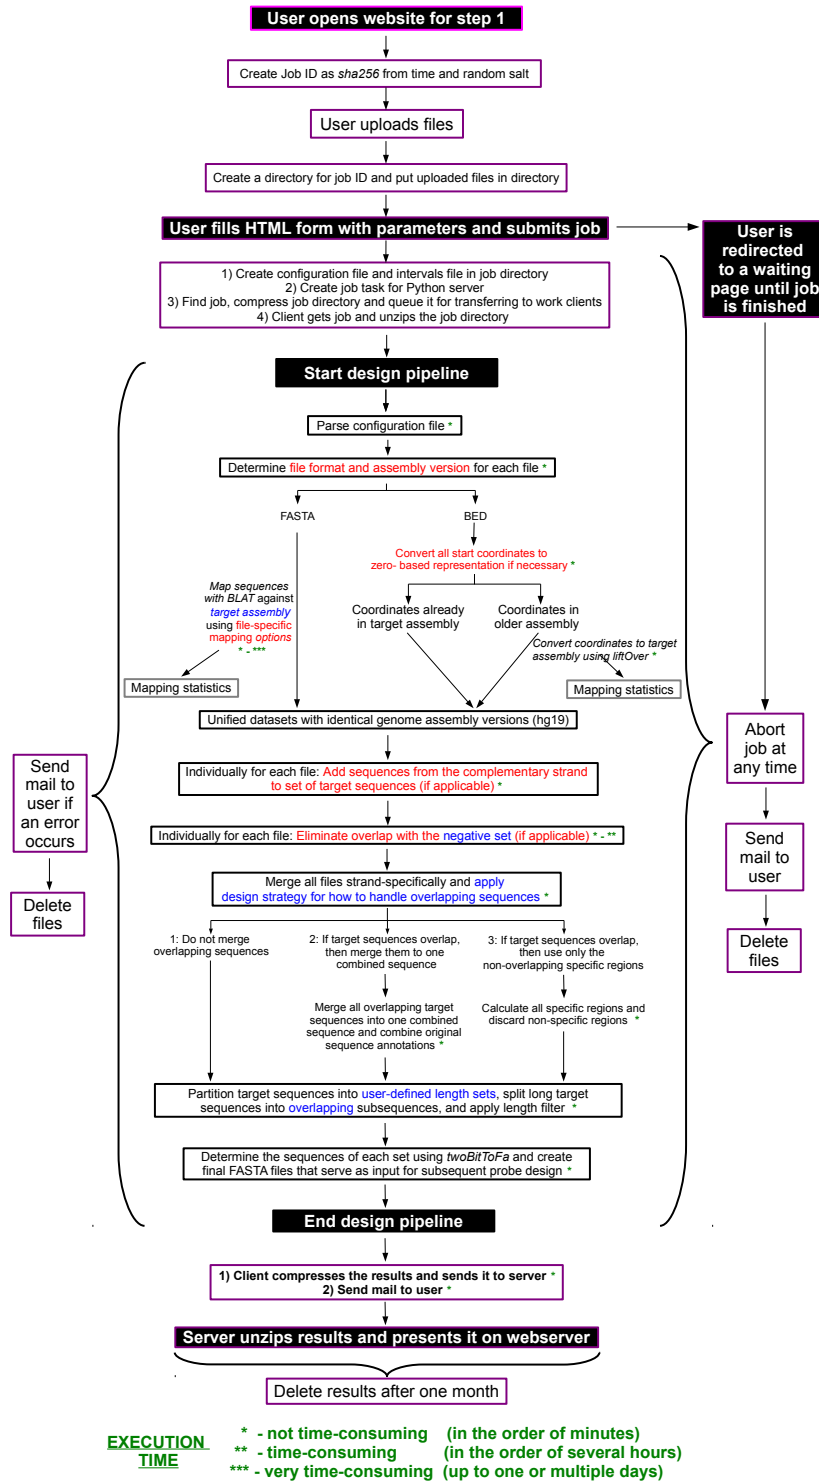 User opens website for step 1
Create Job ID as sha256 from time and random salt
User uploads files
Create a directory for job ID and put uploaded files in directory
User fills HTML form with parameters and submits job
User is
redirected
to a waiting
page until job
is finished
1) Create configuration file and intervals file in job directory
2) Create job task for Python server
3) Find job, compress job directory and queue it for transferring to work clients
4) Client gets job and unzips the job directory
Start design pipeline
Parse configuration file *
Determine file format and assembly version for each file *
FASTA
BED
Convert all start coordinates to
zero- based representation if necessary *
Map sequences
with BLAT against
target assembly
using file-specific
mapping options
* - ***
Coordinates already
in target assembly
Coordinates in
older assembly
Convert coordinates to target
assembly using liftOver *
Mapping statistics
Mapping statistics
Unified datasets with identical genome assembly versions (hg19)
Individually for each file: Add sequences from the complementary strand
to set of target sequences (if applicable) *
Individually for each file: Eliminate overlap with the negative set (if applicable) * - **
Merge all files strand-specifically and apply
design strategy for how to handle overlapping sequences *
1: Do not merge
overlapping sequences
2: If target sequences overlap,
then merge them to one
combined sequence
3: If target sequences overlap,
then use only the
non-overlapping specific regions
Merge all overlapping target
sequences into one combined
sequence and combine original
sequence annotations *
Calculate all specific regions and
discard non-specific regions *
Partition target sequences into user-defined length sets, split long target
sequences into overlapping subsequences, and apply length filter *
Determine the sequences of each set using twoBitToFa and create
final FASTA files that serve as input for subsequent probe design *
End design pipeline
Send
mail to
user if
an error
occurs
Delete
files
Abort
job at
any time
Send
mail to
user
Delete
files
1) Client compresses the results and sends it to server *
2) Send mail to user *
Server unzips results and presents it on webserver
Delete results after one month
EXECUTION
TIME
* - not time-consuming (in the order of minutes)
** - time-consuming (in the order of several hours)
*** - very time-consuming (up to one or multiple days)